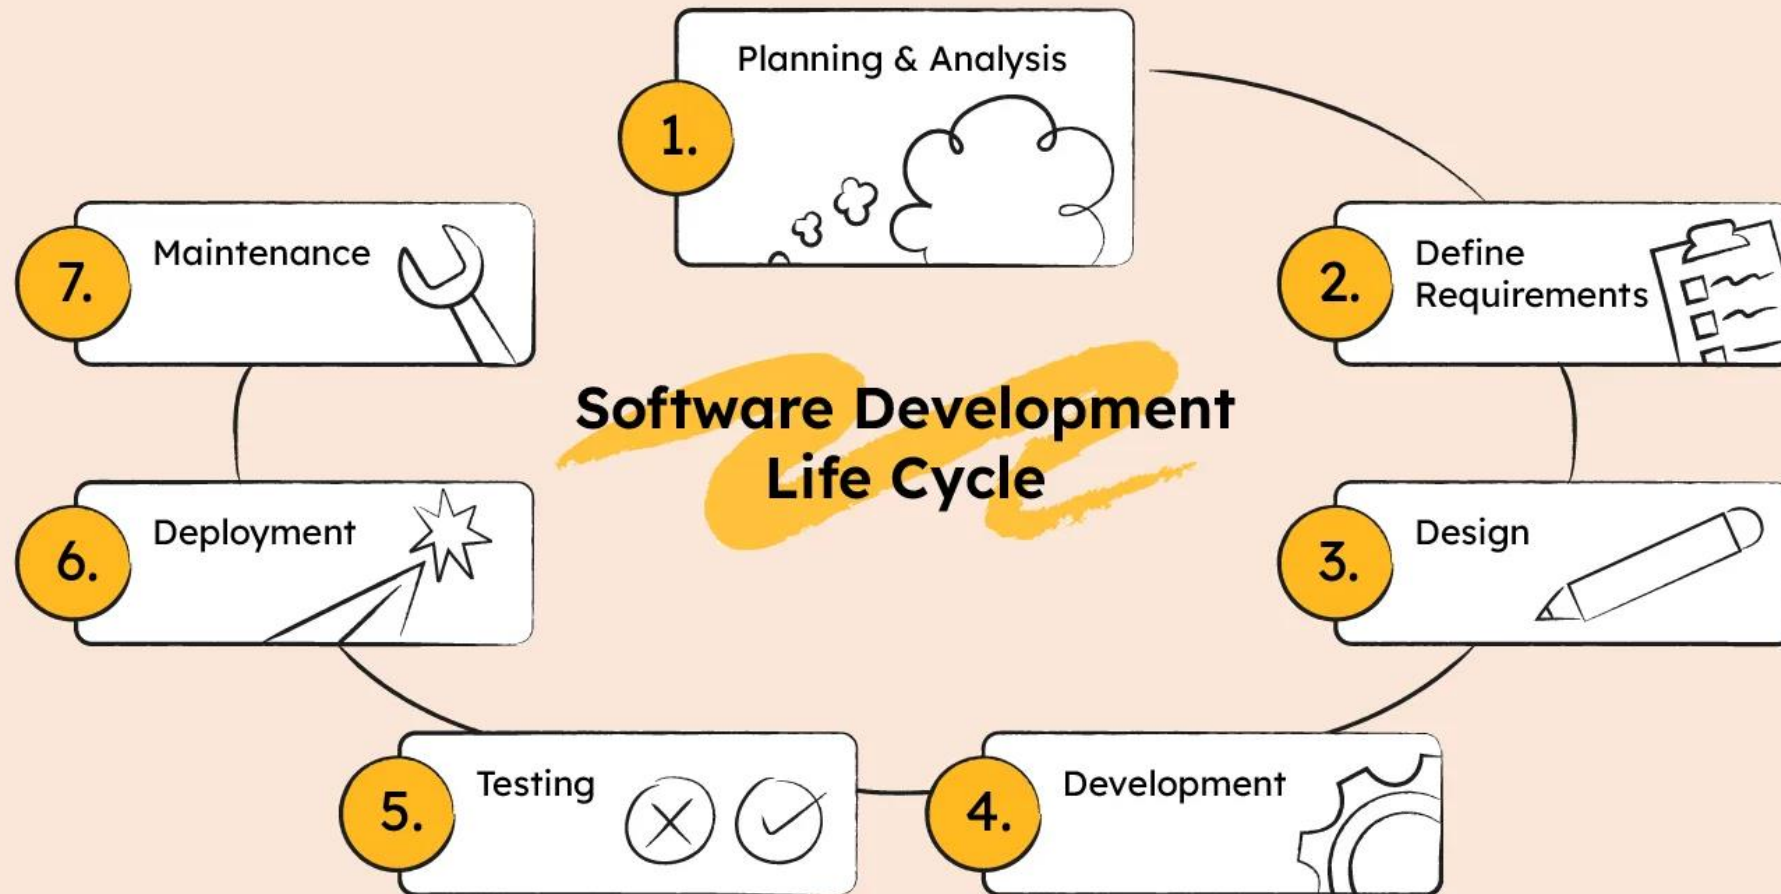 Planning & Analysis
1.
Define
Requirements
2.
Design
3.
Development
4.
Testing
5.
Deployment
6.
Maintenance
7.
Software Development
Life Cycle